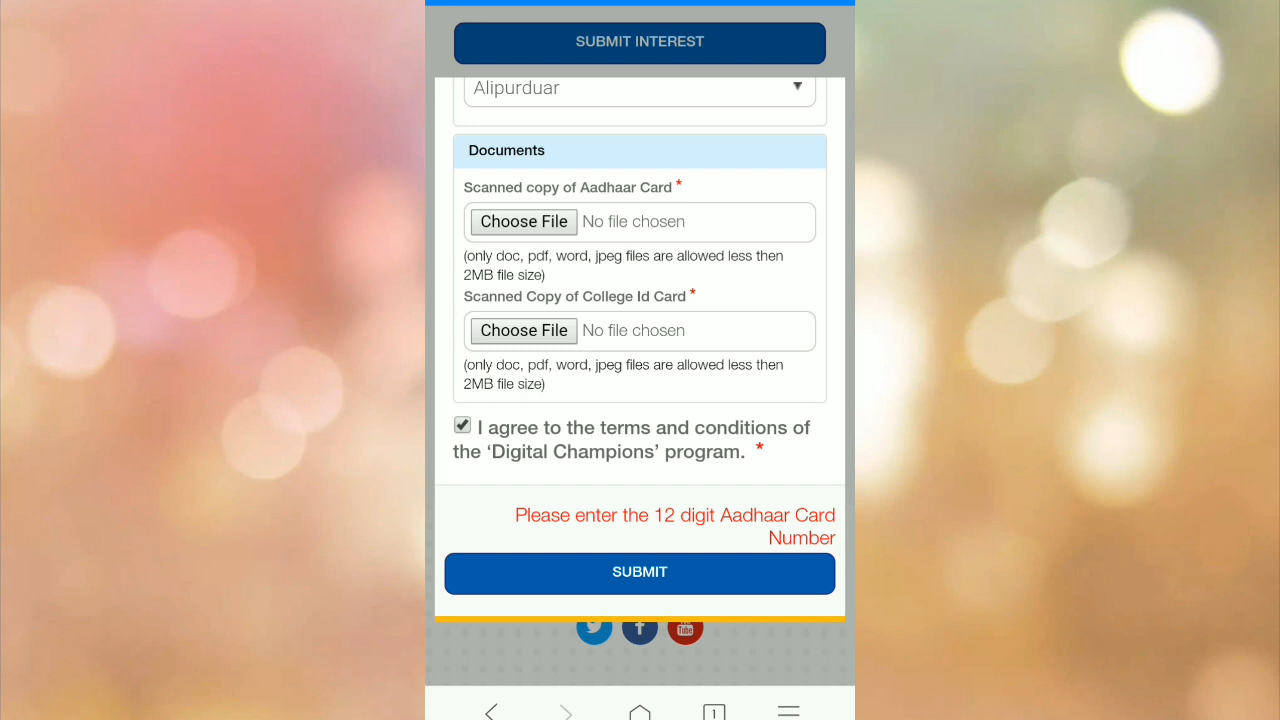 SUBMIT INTEREST
Alipurduar
Documents
Scanned copy of Aadhaar Card *
Choose File No file chosen
(only doc, pdf, word, jpeg files are allowed less then
2MB file size)
Scanned Copy of College Id Card *
Choose File No file chosen
(only doc, pdf, word, jpeg files are allowed less then
2MB file size)
I agree to the terms and conditions of
the ‘Digital Champions’ program. *
Please enter the 12 digit Aadhaar Card
Number
SUBMIT
Tube
1